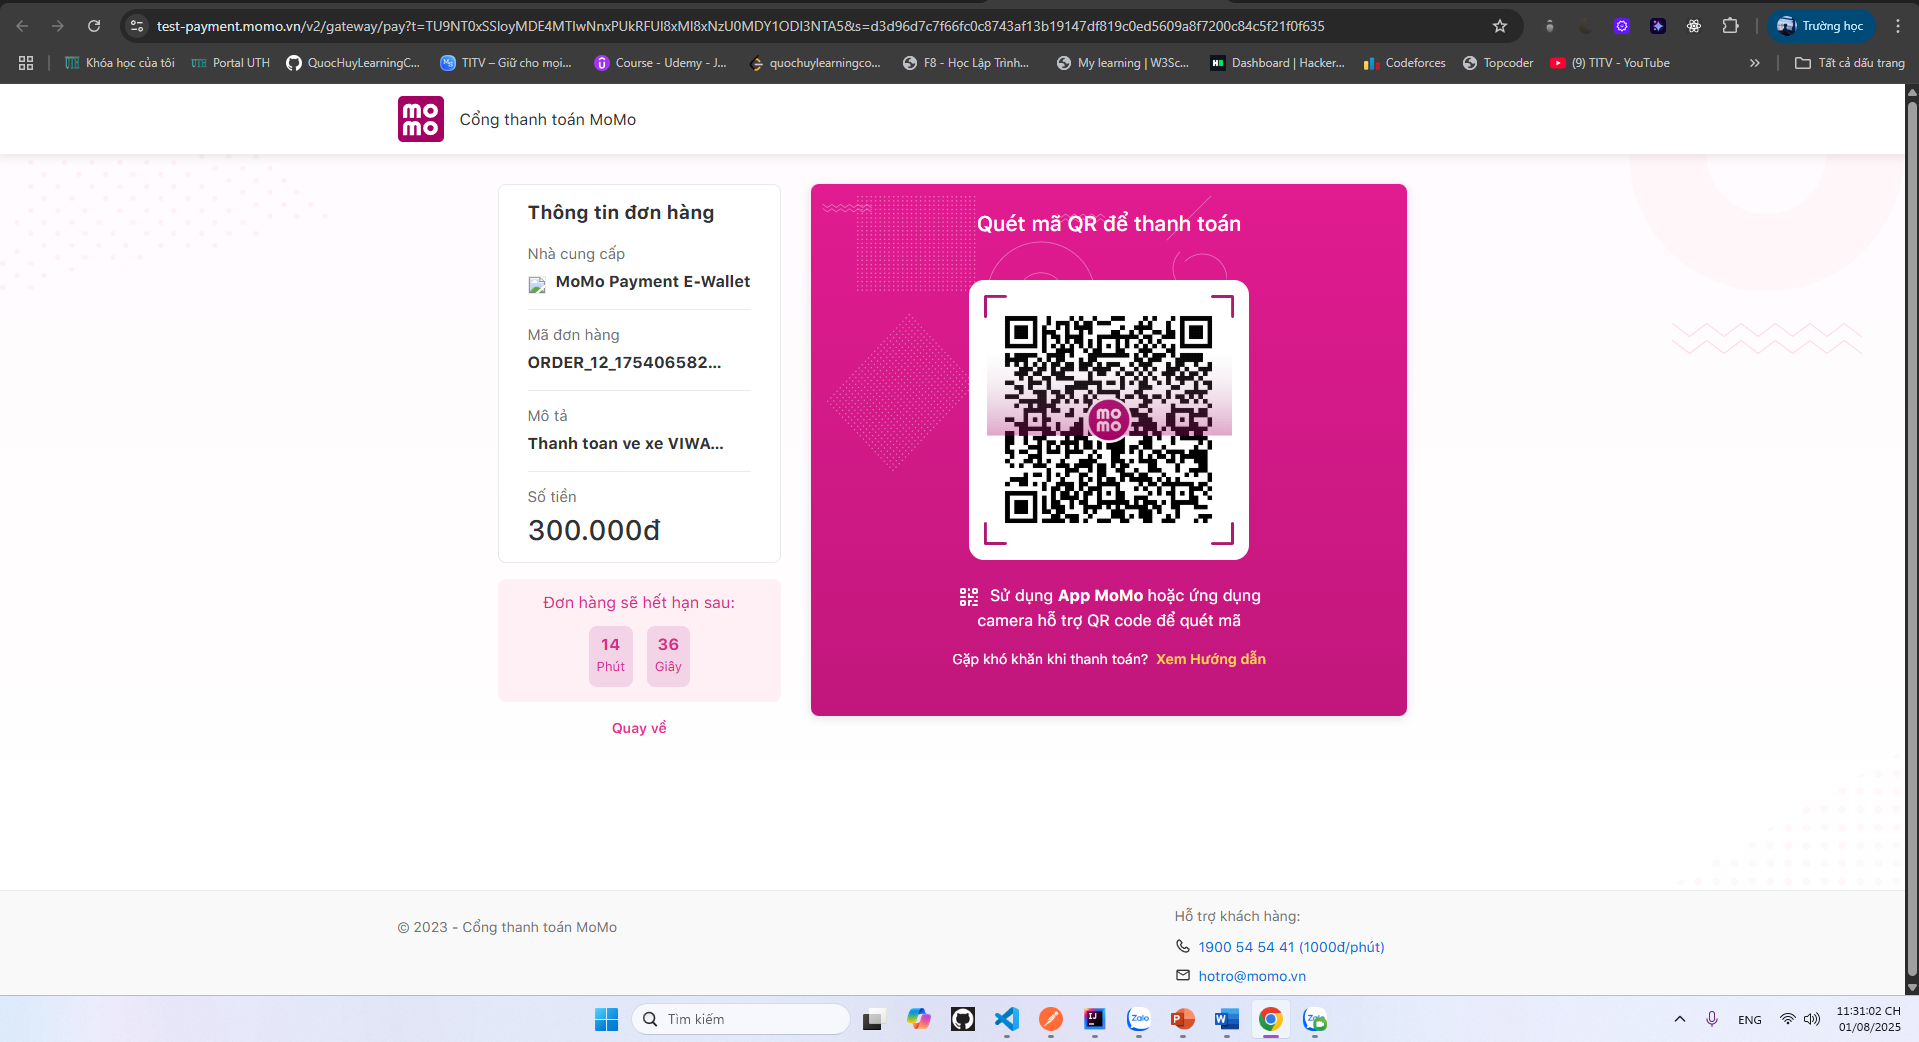 test-payment.momo.vn/v2/gateway/pay?t=TU9NT0xSSloyMDE4MTIwNnxPUkRFUl8xMl8xNzU0MDY1ODI3NTA5&s=d3d96d7c7f66fc0c8743af13b19147df819c0ed5609a8f7200c84c5f21f0f635
Trường học
Khóa học của tôi
Portal UTH
QuocHuyLearningC...
TITV – Giữ cho mọi...
Course - Udemy - J...
quochuylearningco...
F8 - Học Lập Trình...
My learning | W3Sc...
Dashboard | Hacker...
Codeforces
Topcoder
(9) TITV - YouTube
Tất cả dấu trang
mo
mo
Cổng thanh toán MoMo
Thông tin đơn hàng
Nhà cung cấp
MoMo Payment E-Wallet
Mã đơn hàng
ORDER_12_175406582...
Mô tả
Thanh toan ve xe VIWA...
Số tiền
300.000đ
Đơn hàng sẽ hết hạn sau:
14
Phút
36
Giây
Quay về
Quét mã QR để thanh toán
mo
mo
Sử dụng App MoMo hoặc ứng dụng
camera hỗ trợ QR code để quét mã
Gặp khó khăn khi thanh toán? Xem Hướng dẫn
© 2023 - Cổng thanh toán MoMo
Hỗ trợ khách hàng:
1900 54 54 41 (1000đ/phút)
hotro@momo.vn
Tìm kiếm
ENG
11:31:02 CH
01/08/2025